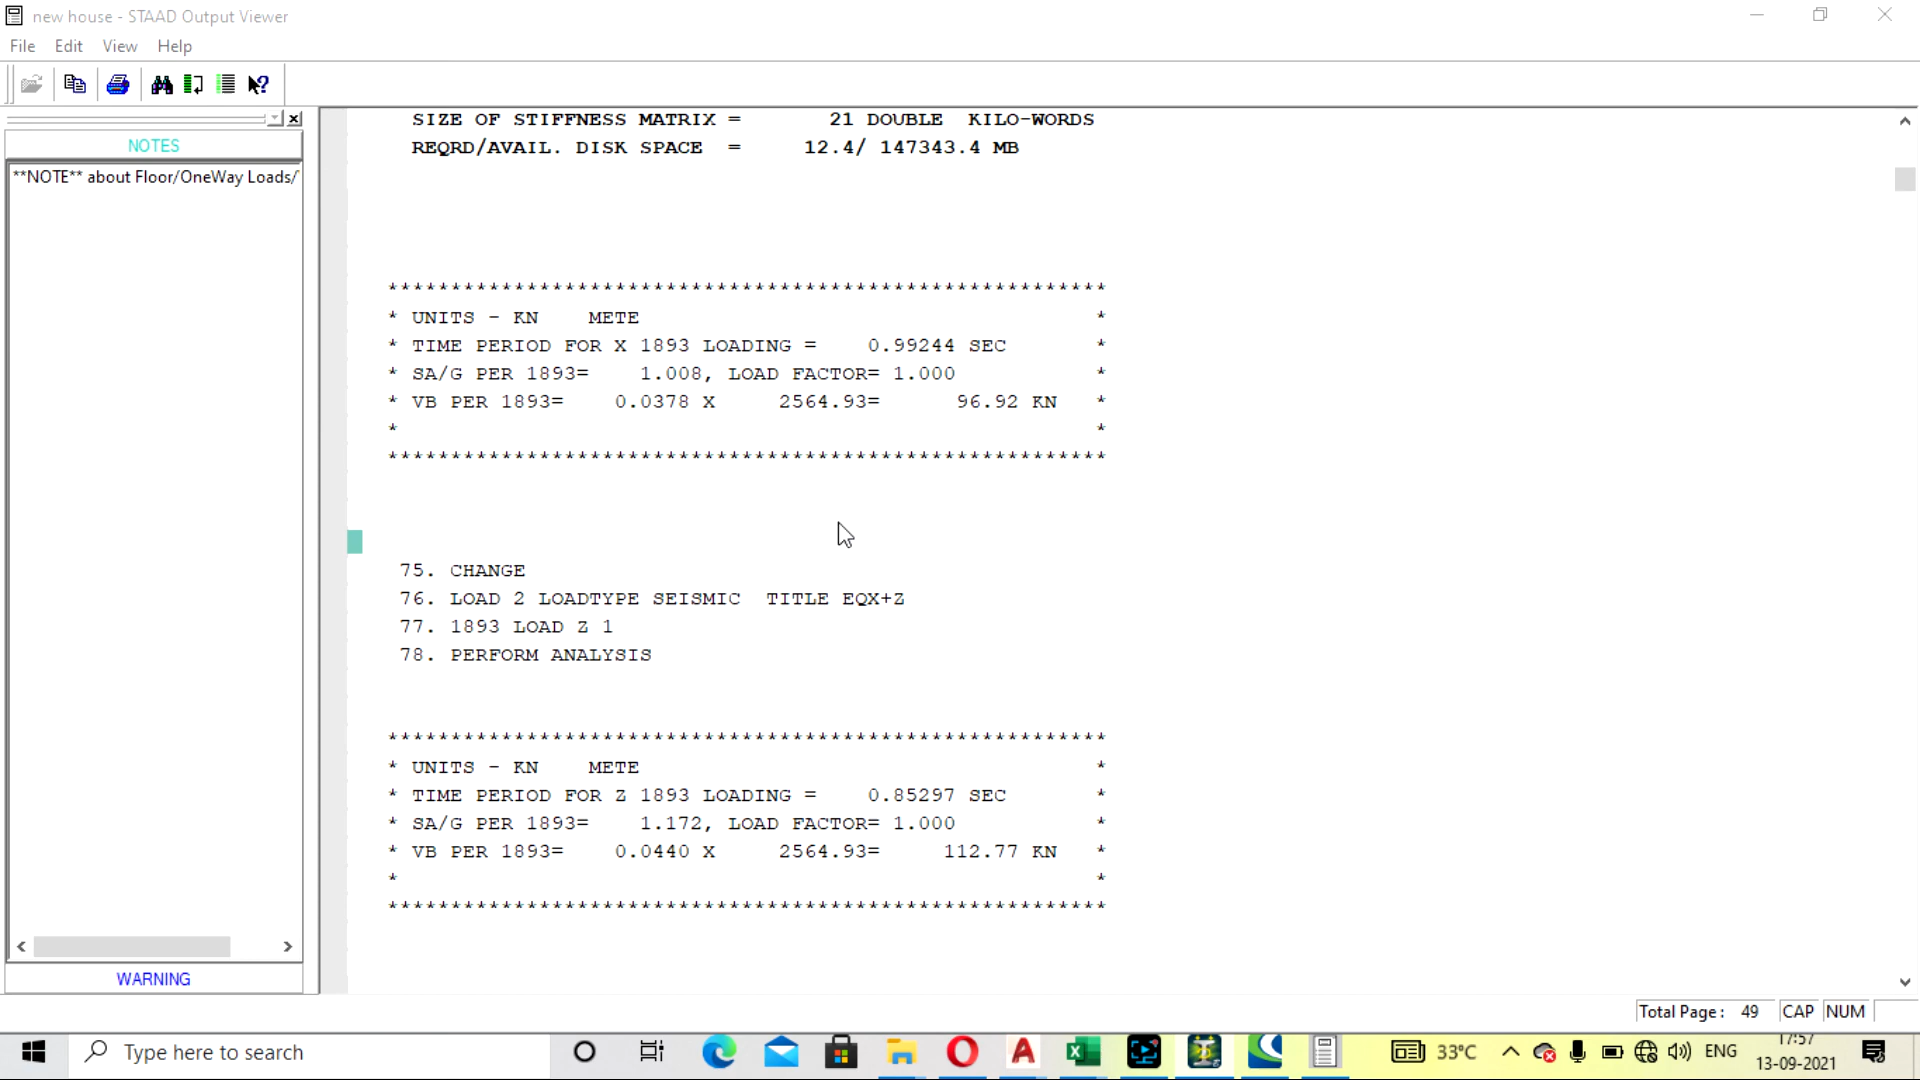 new house - STAAD Output Viewer
File Edit View Help
NOTES
**NOTE** about Floor/OneWay Loads/
WARNING
SIZE OF STIFFNESS MATRIX = 21 DOUBLE KILO-WORDS
REQRD/AVAIL. DISK SPACE = 12.4/ 147343.4 MB
*********************************************************
* UNITS - KN METE *
* TIME PERIOD FOR X 1893 LOADING = 0.99244 SEC *
* SA/G PER 1893= 1.008, LOAD FACTOR= 1.000 *
* VB PER 1893= 0.0378 X 2564.93= 96.92 KN *
* *
*********************************************************
75. CHANGE
76. LOAD 2 LOADTYPE SEISMIC TITLE EQX+Z
77. 1893 LOAD Z 1
78. PERFORM ANALYSIS
*********************************************************
* UNITS - KN METE *
* TIME PERIOD FOR Z 1893 LOADING = 0.85297 SEC *
* SA/G PER 1893= 1.172, LOAD FACTOR= 1.000 *
* VB PER 1893= 0.0440 X 2564.93= 112.77 KN *
* *
*********************************************************
Total Page: 49 CAP NUM
Type here to search
33°C
ENG
17:57
13-09-2021